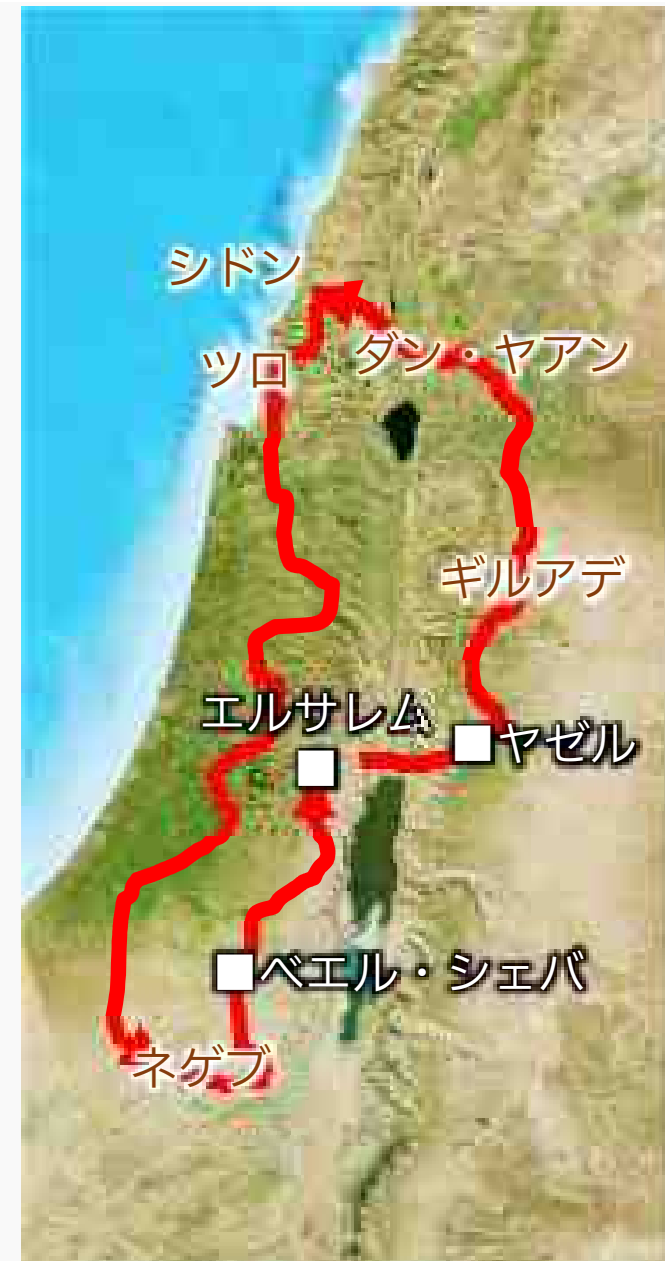 シドン
ツロ
ダン・ヤアン
ギルアデ
エルサレム
ヤゼル
ベエル・シェバ
ネゲブ